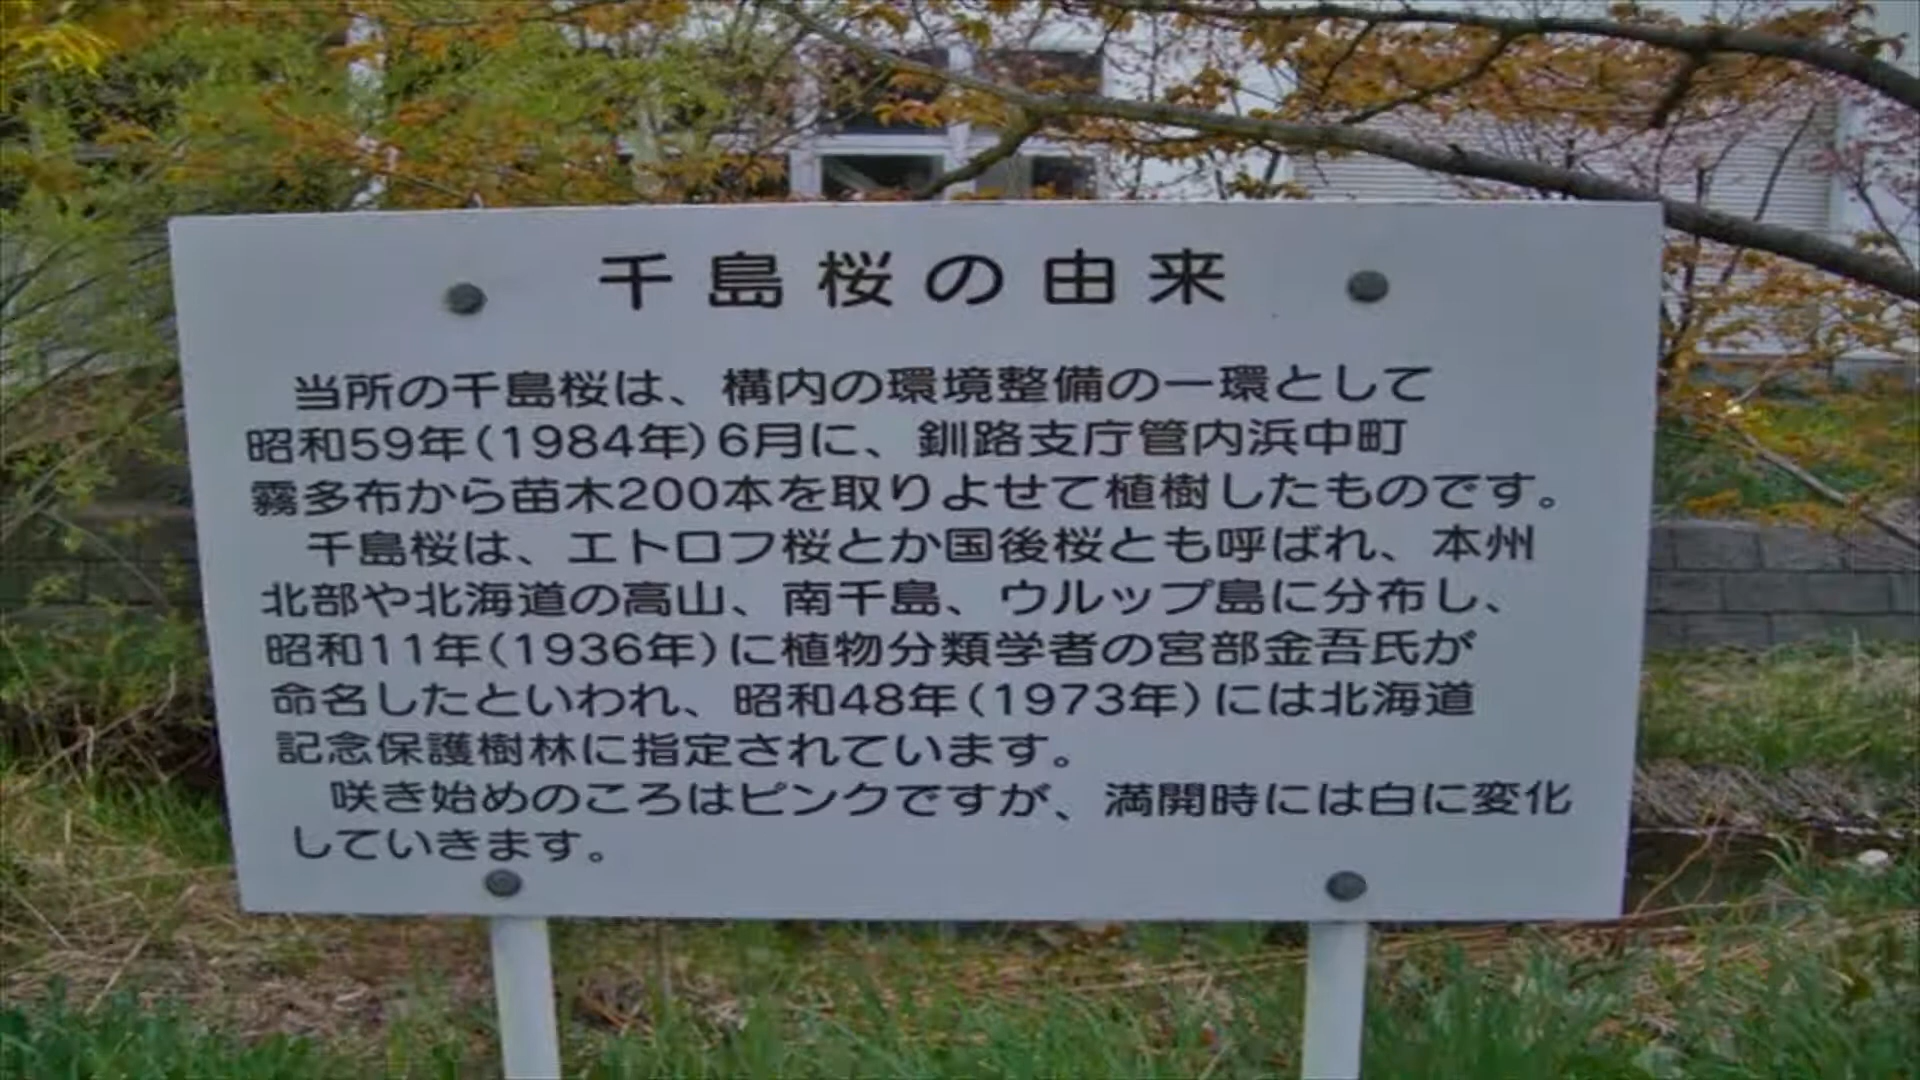 千島桜の由来
当所の千島桜は、構内の環境整備の一環として
昭和59年(1984年)6月に、釧路支庁管内浜中町
霧多布から苗木200本を取りよせて植樹したものです。
千島桜は、エトロフ桜とか国後桜とも呼ばれ、本州
北部や北海道の高山、南千島、ウルップ島に分布し、
昭和11年(1936年)に植物分類学者の宮部金吾氏が
命名したといわれ、昭和48年(1973年)には北海道
記念保護樹林に指定されています。
咲き始めのころはピンクですが、満開時には白に変化
していきます。